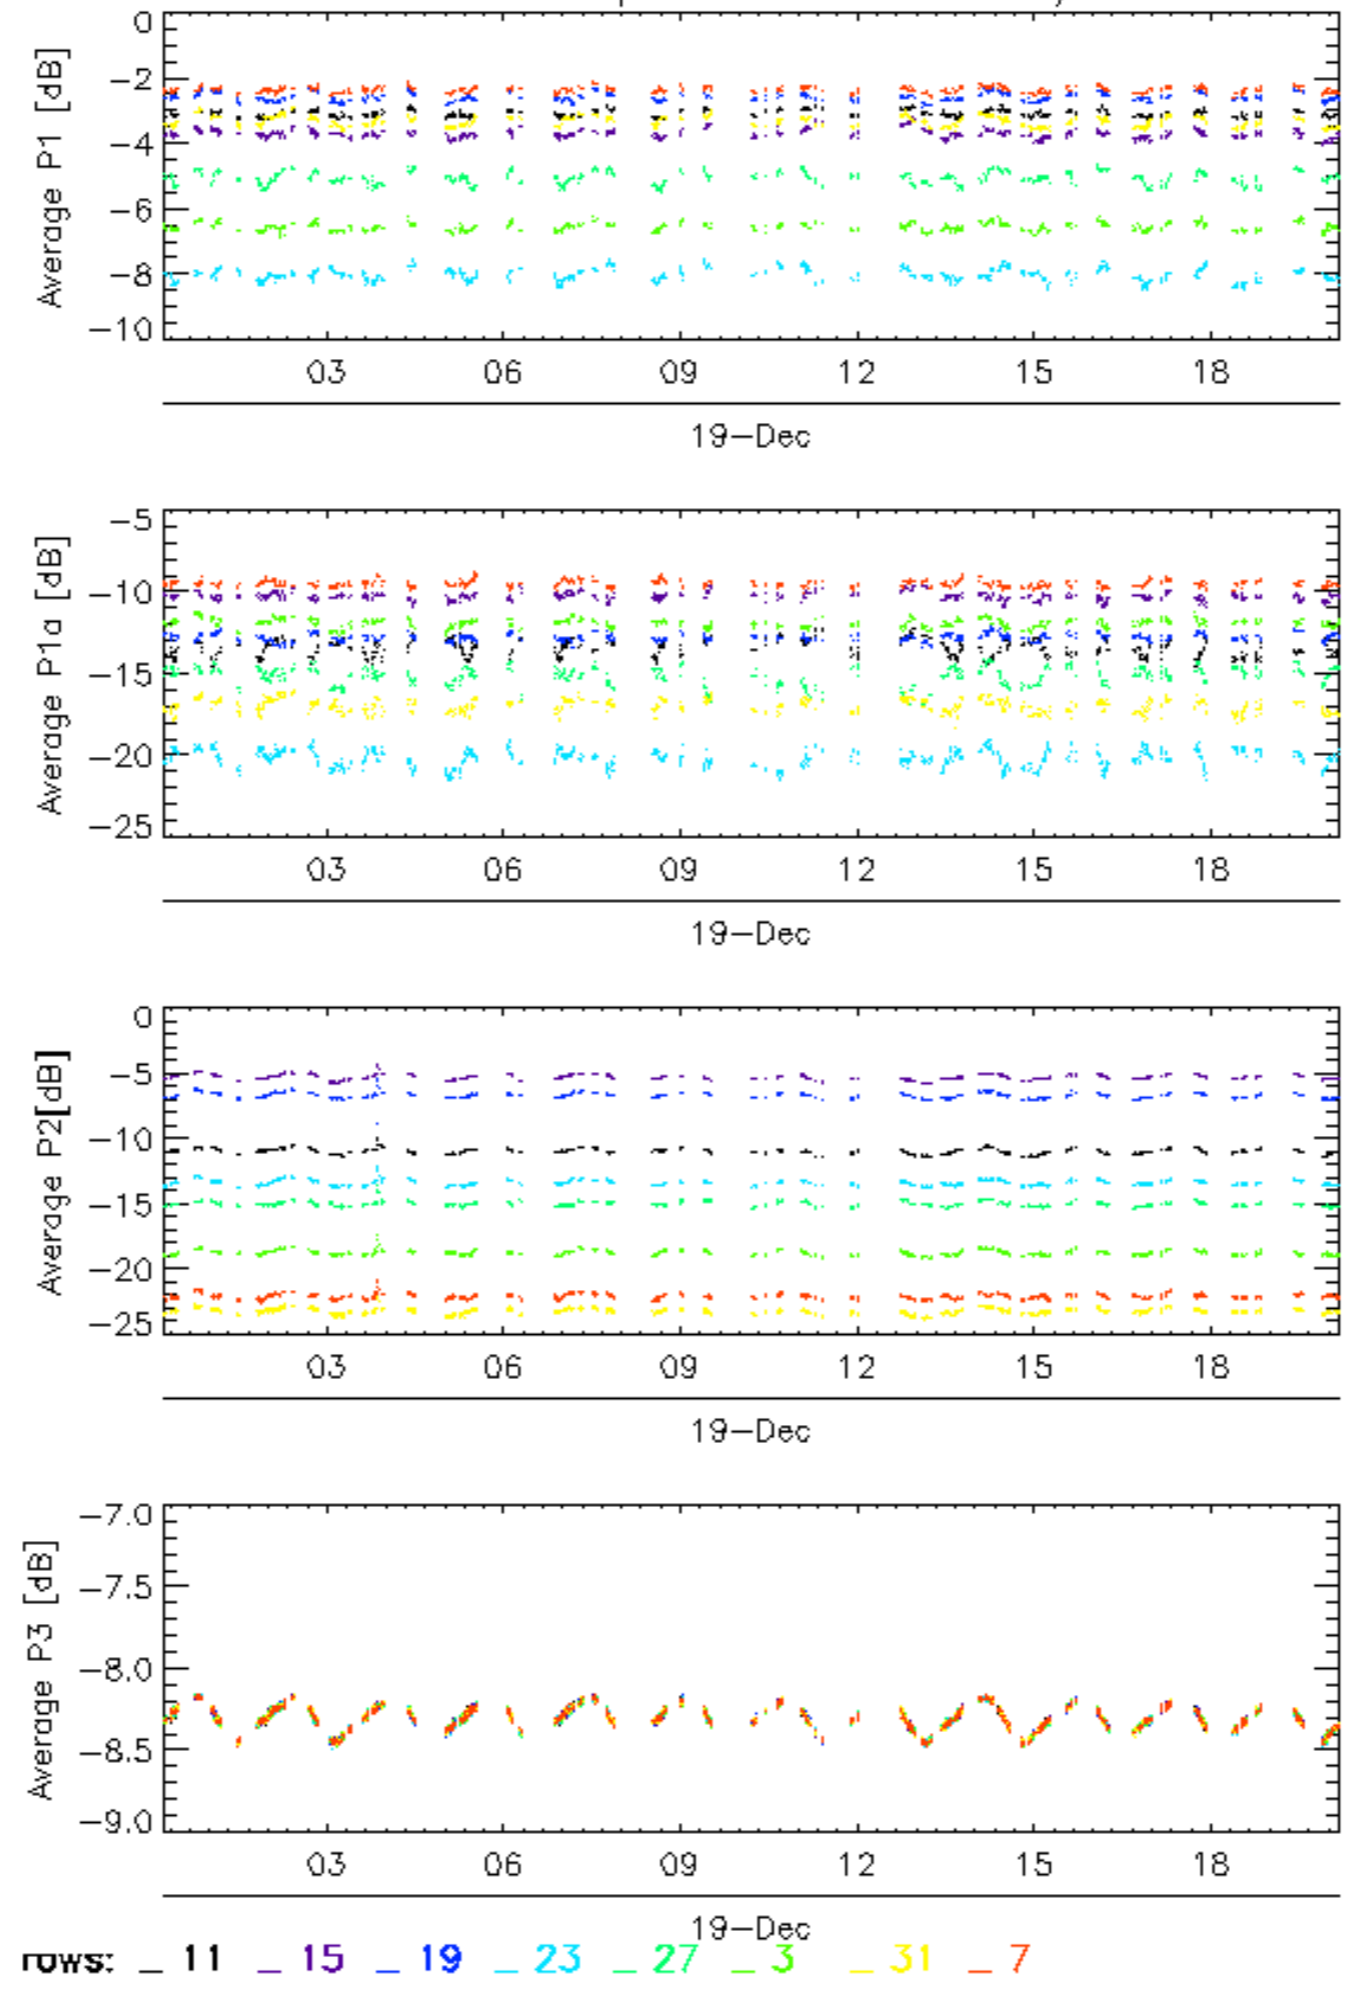 0
−2
−4
−6
−8
−10
Average P1 [dB]
03 06 09 12 15 18
19−Dec
−5
−10
−15
−20
−25
Average P1a [dB]
03 06 09 12 15 18
19−Dec
0
−5
−10
−15
−20
−25
Average P2[dB]
03 06 09 12 15 18
19−Dec
−7.0
−7.5
−8.0
−8.5
−9.0
Average P3 [dB]
03 06 09 12 15 18
19−Dec
rows: _ 11 _ 15 _ 19 _ 23 _ 27 _ 3 _ 31 _ 7